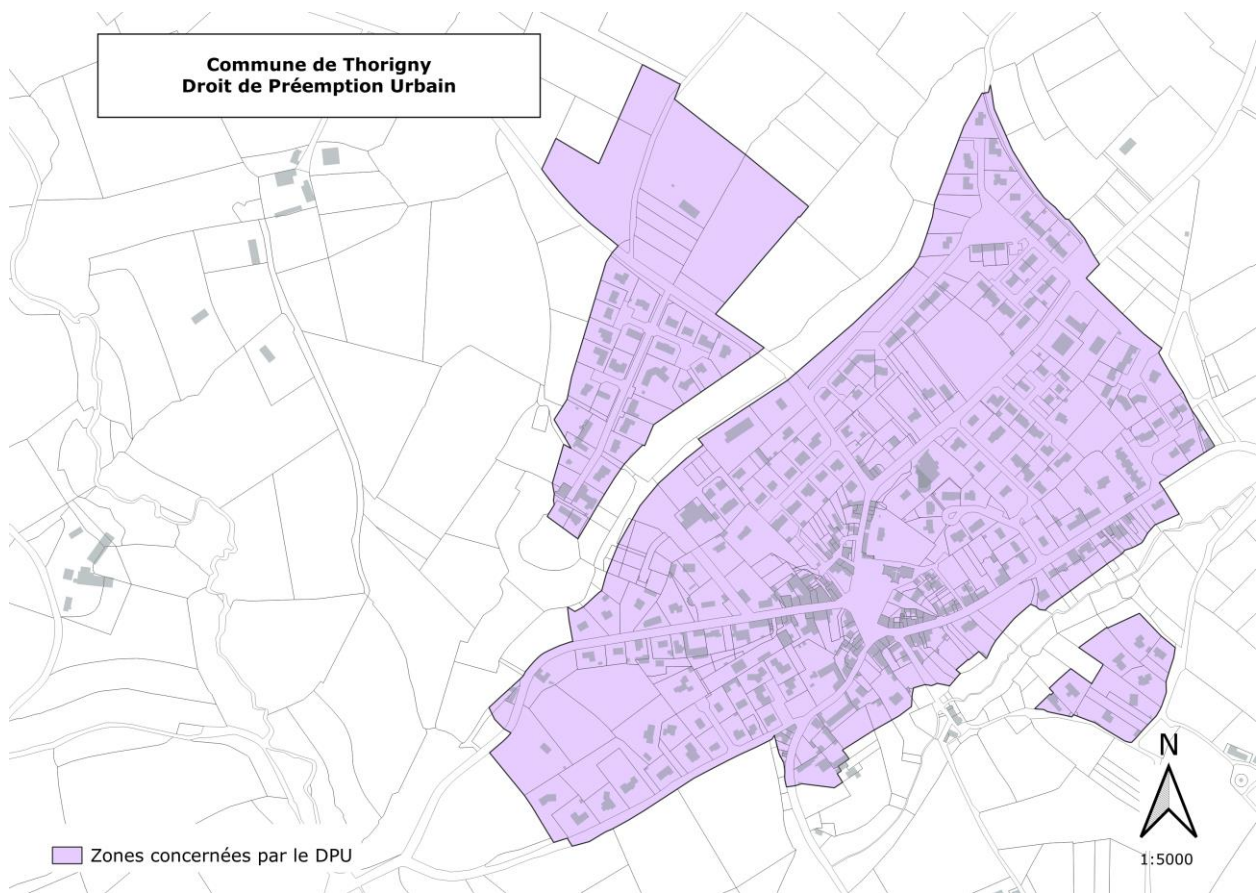 Commune de Thorigny
Droit de Préemption Urbain
N
1:5000
Zones concernées par le DPU